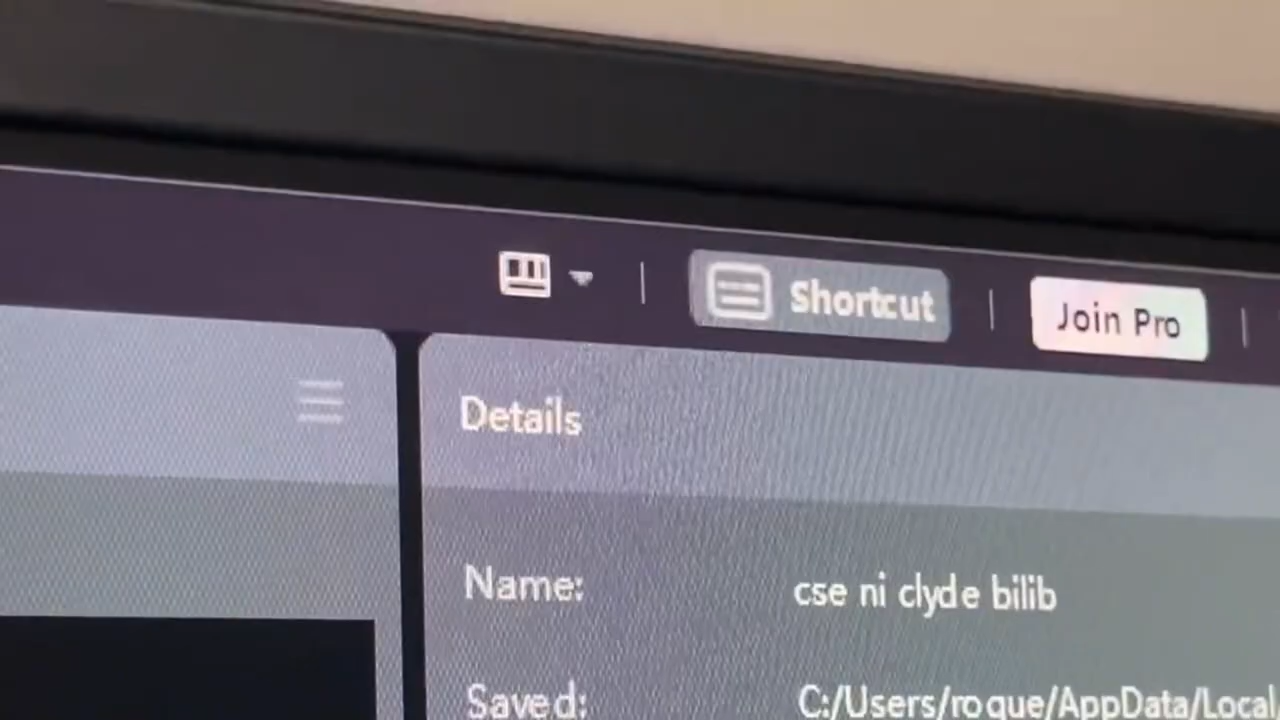 Shortcut
Join Pro
Details
Name: cse ni clyde bilib
Saved: C:/Users/roque/AppData/Local